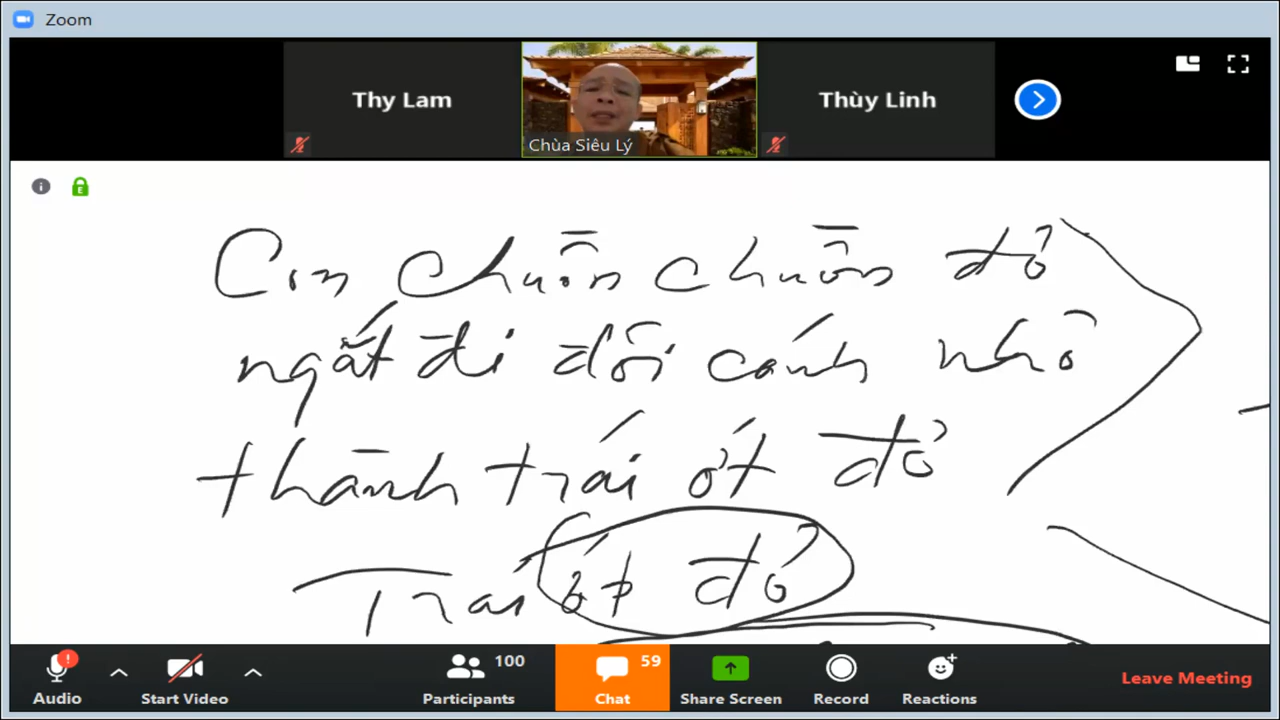 Zoom
Thy Lam
Chùa Siêu Lý
Thùy Linh
Con chuồn chuồn đỏ
ngắt đi đôi cánh nhỏ
thành trái ớt đỏ
Trái ớt đỏ
Audio
Start Video
Participants
100
Chat
59
Share Screen
Record
Reactions
Leave Meeting